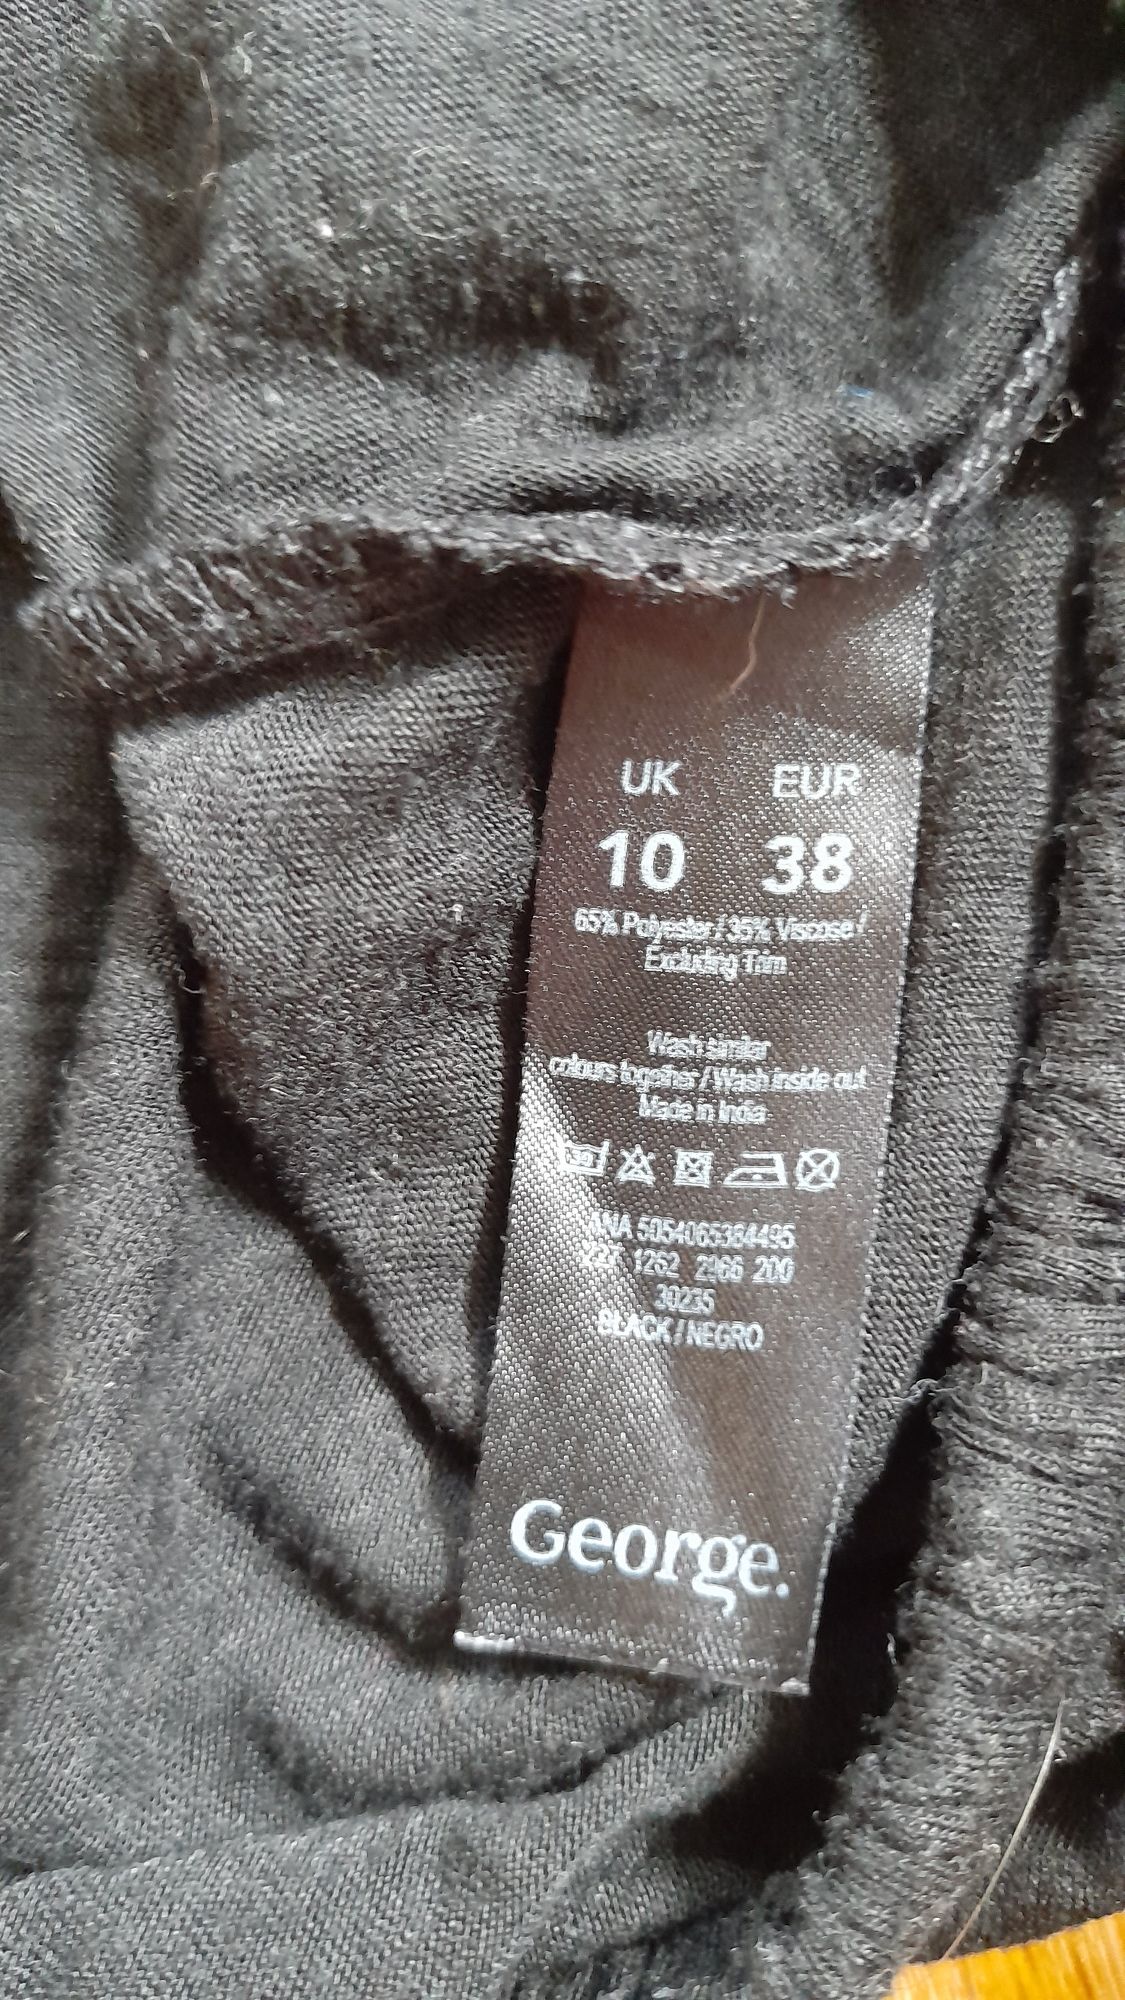 UK EUR
10 38
65% Polyester / 35% Viscose /
Excluding Trim
Wash similar
colours together / Wash inside out
Made in India
ANA 5054065384495
1262 2966 200
30235
BLACK / NEGRO
George.